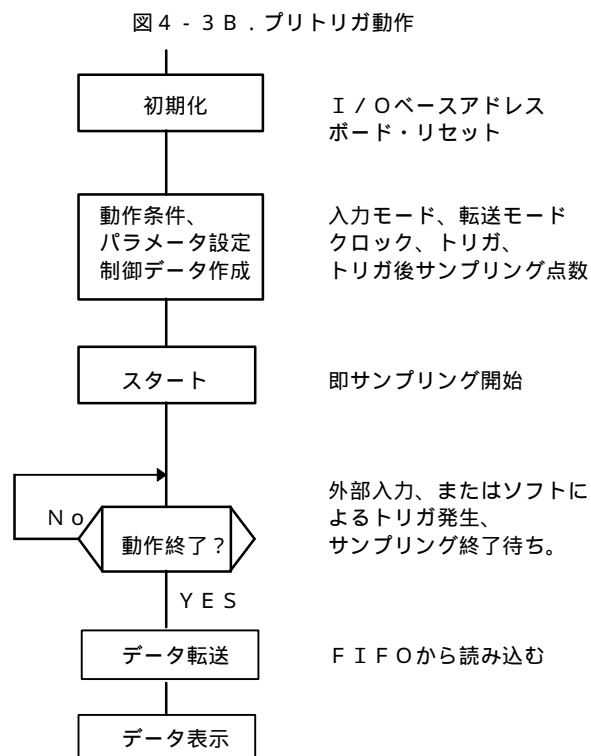 図４－３Ｂ．プリトリガ動作
初期化
Ｉ／Ｏベースアドレス
ボード・リセット
動作条件、
パラメータ設定
制御データ作成
入力モード、転送モード
クロック、トリガ、
トリガ後サンプリング点数
スタート
即サンプリング開始
Ｎｏ
動作終了？
外部入力、またはソフトに
よるトリガ発生、
サンプリング終了待ち。
ＹＥＳ
データ転送
ＦＩＦＯから読み込む
データ表示